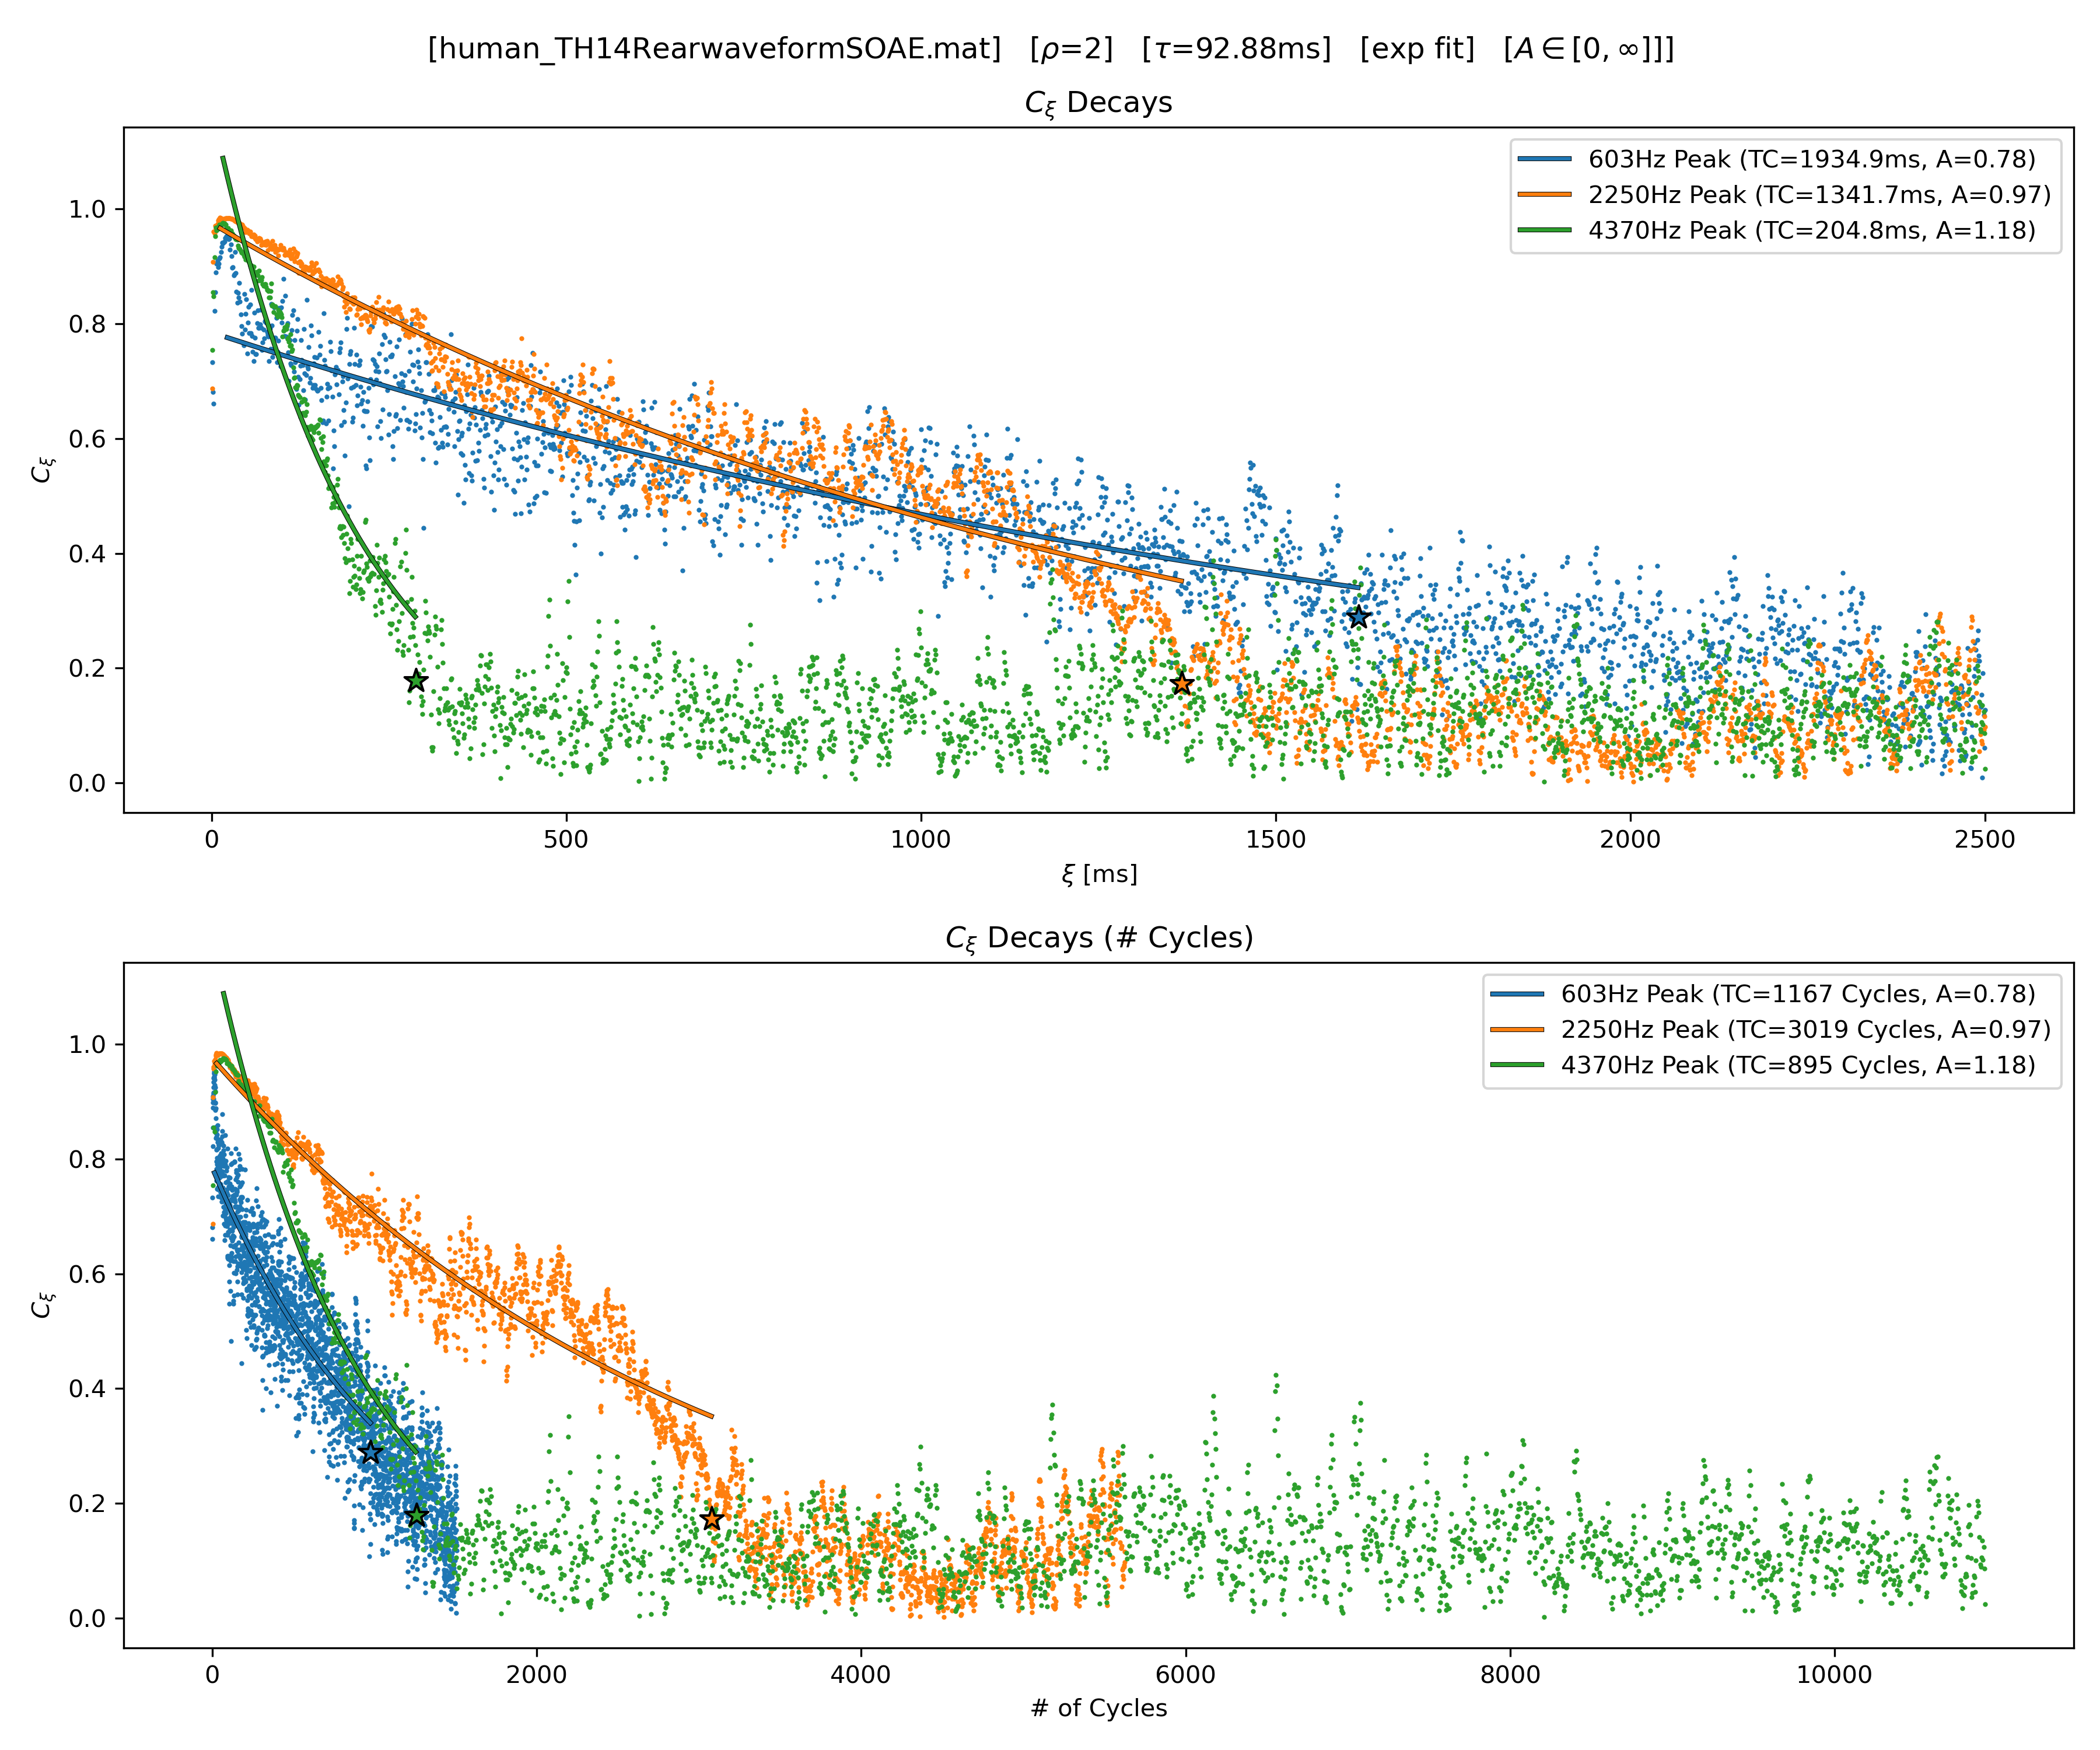 [human_TH14RearwaveformSOAE.mat] [ρ=2] [τ=92.88ms] [exp fit] [A ∈ [0, ∞]]]
Cξ Decays
603Hz Peak (TC=1934.9ms, A=0.78)
2250Hz Peak (TC=1341.7ms, A=0.97)
4370Hz Peak (TC=204.8ms, A=1.18)
1.0
0.8
0.6
0.4
0.2
0.0
Cξ
0 500 1000 1500 2000 2500
ξ [ms]
Cξ Decays (# Cycles)
603Hz Peak (TC=1167 Cycles, A=0.78)
2250Hz Peak (TC=3019 Cycles, A=0.97)
4370Hz Peak (TC=895 Cycles, A=1.18)
1.0
0.8
0.6
0.4
0.2
0.0
Cξ
0 2000 4000 6000 8000 10000
# of Cycles